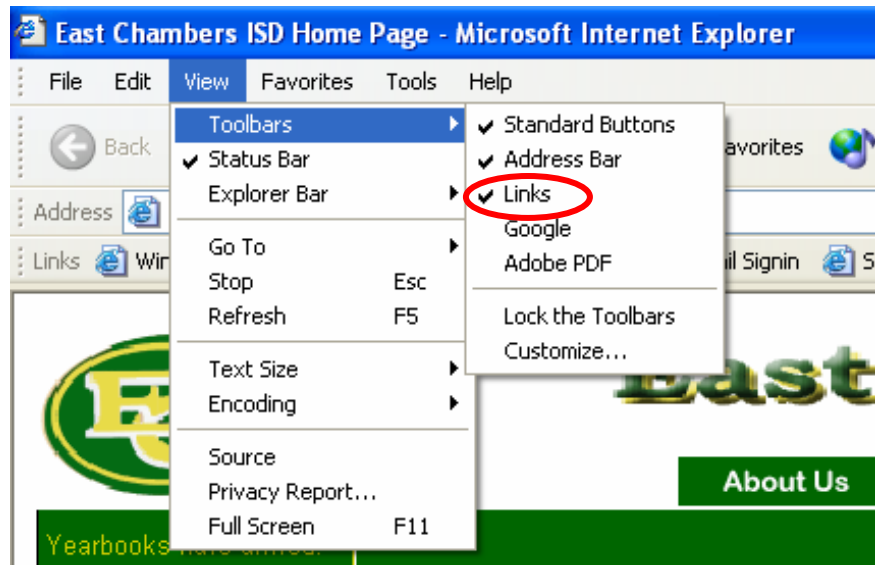 East Chambers ISD Home Page - Microsoft Internet Explorer
File Edit View Favorites Tools Help
Toolbars
Standard Buttons
Back
Status Bar
Address Bar
Explorer Bar
Links
Address
Google
Go To
Adobe PDF
Links
Signin
Stop Esc
Refresh F5
Lock the Toolbars
Customize...
Text Size
East
Encoding
Source
About Us
Privacy Report...
Full Screen F11
Yearbooks